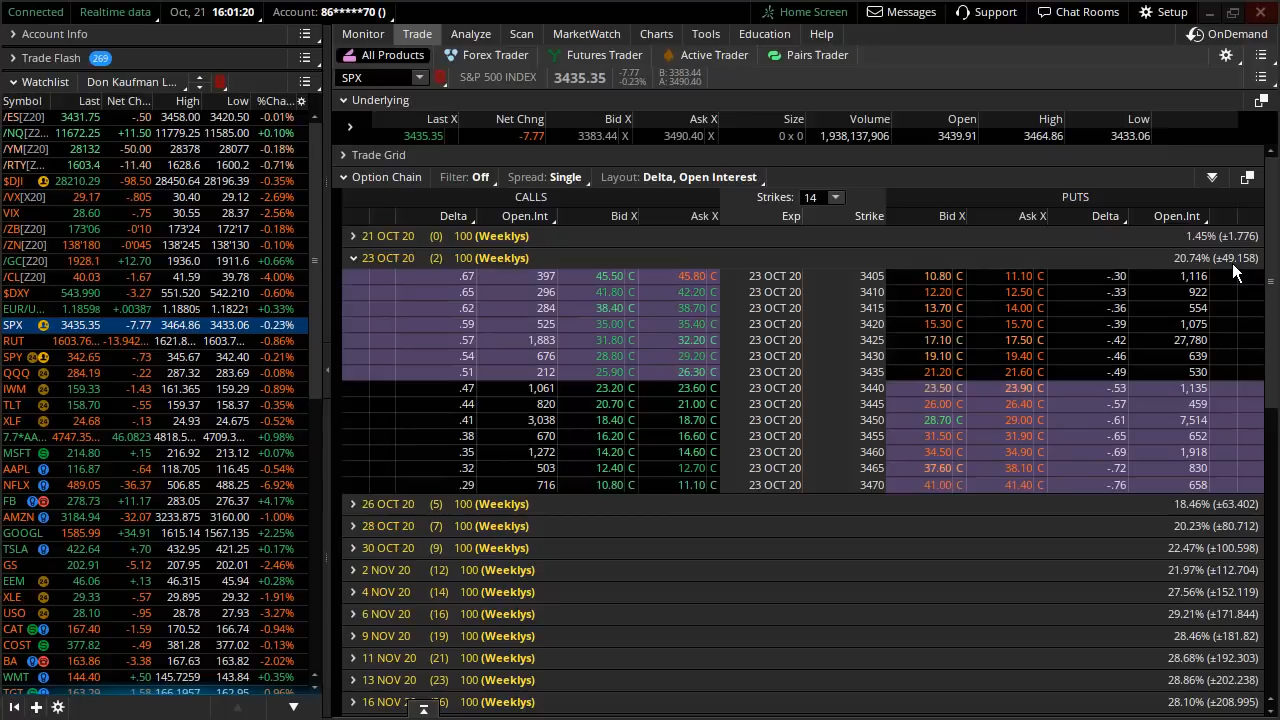 Connected Realtime data Oct, 21 16:01:20 Account: 86*****70 () Home Screen Messages Support Chat Rooms Setup
Account Info
Monitor Trade Analyze Scan MarketWatch Charts Tools Education Help OnDemand
Trade Flash 269
All Products Forex Trader Futures Trader Active Trader Pairs Trader
Watchlist Don Kaufman L...
SPX S&P 500 INDEX 3435.35 -7.77 -0.23% B: 3383.44 A: 3490.40
Symbol Last Net Ch... High Low %Cha...
/ES[Z20] 3431.75 -.50 3458.00 3420.50 -0.01%
/NQ[Z2... 11672.25 +11.50 11779.25 11585.00 +0.10%
/YM[Z20] 28132 -50.00 28378 28077 -0.18%
/RTY[Z... 1603.4 -11.40 1628.6 1600.2 -0.71%
$DJI 28210.29 -98.50 28450.64 28196.39 -0.35%
/VX[X20] 29.17 -.805 30.40 29.12 -2.69%
VIX 28.60 -.75 30.55 28.37 -2.56%
/ZB[Z20] 173'06 -0'10 173'24 172'17 -0.18%
/ZN[Z20] 138'180 -0'045 138'190 138'130 -0.10%
/GC[Z20] 1928.1 +12.70 1936.0 1911.6 +0.66%
/CL[Z20] 40.03 -1.67 41.59 39.78 -4.00%
$DXY 543.990 -3.27 551.520 542.210 -0.60%
EUR/U... 1.18598 +.00387 1.18805 1.18221 +0.33%
SPX 3435.35 -7.77 3464.86 3433.06 -0.23%
RUT 1603.76... -13.942... 1621.8... 1603.7... -0.86%
SPY 24 342.65 -.73 345.67 342.40 -0.21%
QQQ 24 284.19 -.22 287.32 283.69 -0.08%
IWM 24 159.33 -1.43 161.365 159.29 -0.89%
TLT 24 158.70 -.55 159.37 158.37 -0.35%
XLF 24 24.68 -.13 24.93 24.675 -0.52%
7.7*AA... 4747.35... 46.0823 4818.5... 4709.3... +0.98%
MSFT 214.80 +.15 216.92 213.12 +0.07%
AAPL 116.87 -.64 118.705 116.45 -0.54%
NFLX 489.05 -36.37 506.85 488.25 -6.92%
FB 278.73 +11.17 283.05 276.37 +4.17%
AMZN 3184.94 -32.07 3233.875 3160.00 -1.00%
GOOGL 1585.99 +34.91 1615.14 1567.135 +2.25%
TSLA 422.64 +.70 432.95 421.25 +0.17%
GS 202.91 -5.12 207.95 202.01 -2.46%
EEM 24 46.06 +.13 46.315 45.94 +0.28%
XLE 24 29.33 -.57 29.895 29.32 -1.91%
USO 24 28.10 -.95 28.78 27.93 -3.27%
CAT 167.40 -1.59 170.52 166.74 -0.94%
COST 377.82 -.49 381.28 377.02 -0.13%
BA 163.86 -3.38 167.63 163.82 -2.02%
WMT 144.40 +.50 145.7259 143.84 +0.35%
TGT 163.29 -1.58 166.1957 162.95 -0.96%
Underlying
Last X Net Chng Bid X Ask X Size Volume Open High Low
3435.35 -7.77 3383.44 X 3490.40 X 0 x 0 1,938,137,906 3439.91 3464.86 3433.06
Trade Grid
Option Chain Filter: Off Spread: Single Layout: Delta, Open Interest
CALLS Strikes: 14 PUTS
Delta Open.Int Bid X Ask X Exp Strike Bid X Ask X Delta Open.Int
21 OCT 20 (0) 100 (Weeklys) 1.45% (±1.776)
23 OCT 20 (2) 100 (Weeklys) 20.74% (±49.158)
.67 397 45.50 C 45.80 C 23 OCT 20 3405 10.80 C 11.10 C -.30 1,116
.65 296 41.80 C 42.20 C 23 OCT 20 3410 12.20 C 12.50 C -.33 922
.62 284 38.40 C 38.70 C 23 OCT 20 3415 13.70 C 14.00 C -.36 554
.59 525 35.00 C 35.40 C 23 OCT 20 3420 15.30 C 15.70 C -.39 1,075
.57 1,883 31.80 C 32.20 C 23 OCT 20 3425 17.10 C 17.50 C -.42 27,780
.54 676 28.80 C 29.20 C 23 OCT 20 3430 19.10 C 19.40 C -.46 639
.51 212 25.90 C 26.30 C 23 OCT 20 3435 21.20 C 21.60 C -.49 530
.47 1,061 23.20 C 23.60 C 23 OCT 20 3440 23.50 C 23.90 C -.53 1,135
.44 820 20.70 C 21.00 C 23 OCT 20 3445 26.00 C 26.40 C -.57 459
.41 3,038 18.40 C 18.70 C 23 OCT 20 3450 28.70 C 29.00 C -.61 7,514
.38 670 16.20 C 16.60 C 23 OCT 20 3455 31.50 C 31.90 C -.65 652
.35 1,272 14.20 C 14.60 C 23 OCT 20 3460 34.50 C 34.90 C -.69 1,918
.32 503 12.40 C 12.70 C 23 OCT 20 3465 37.60 C 38.10 C -.72 830
.29 716 10.80 C 11.10 C 23 OCT 20 3470 41.00 C 41.40 C -.76 658
26 OCT 20 (5) 100 (Weeklys) 18.46% (±63.402)
28 OCT 20 (7) 100 (Weeklys) 20.23% (±80.712)
30 OCT 20 (9) 100 (Weeklys) 22.47% (±100.598)
2 NOV 20 (12) 100 (Weeklys) 21.97% (±112.704)
4 NOV 20 (14) 100 (Weeklys) 27.56% (±152.119)
6 NOV 20 (16) 100 (Weeklys) 29.21% (±171.844)
9 NOV 20 (19) 100 (Weeklys) 28.46% (±181.82)
11 NOV 20 (21) 100 (Weeklys) 28.68% (±192.303)
13 NOV 20 (23) 100 (Weeklys) 28.86% (±202.238)
16 NOV 100 (Weeklys) 28.10% (±208.995)